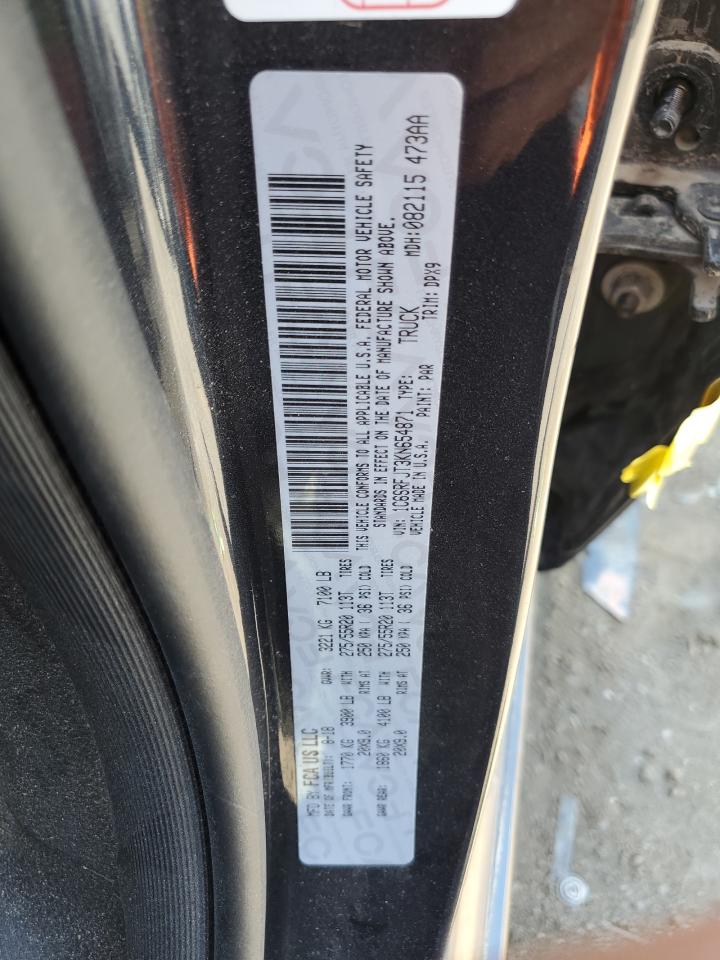 MFD BY: FCA US LLC
DATE OF MFR(BUILT): 8-18 GVWR: 3221 KG 7100 LB
GAWR FRONT: 1770 KG 3900 LB WITH 275/55R20 113T TIRES
20X9.0 RIMS AT 250 KPA ( 36 PSI) COLD
GAWR REAR: 1860 KG 4100 LB WITH 275/55R20 113T TIRES
20X9.0 RIMS AT 250 KPA ( 36 PSI) COLD
THIS VEHICLE CONFORMS TO ALL APPLICABLE U.S.A. FEDERAL MOTOR VEHICLE SAFETY
STANDARDS IN EFFECT ON THE DATE OF MANUFACTURE SHOWN ABOVE.
VIN: 1C6SRFJT3KN654871 TYPE: TRUCK MDH:082115 473AA
VEHICLE MADE IN U.S.A. PAINT: PAR TRIM: DPX9